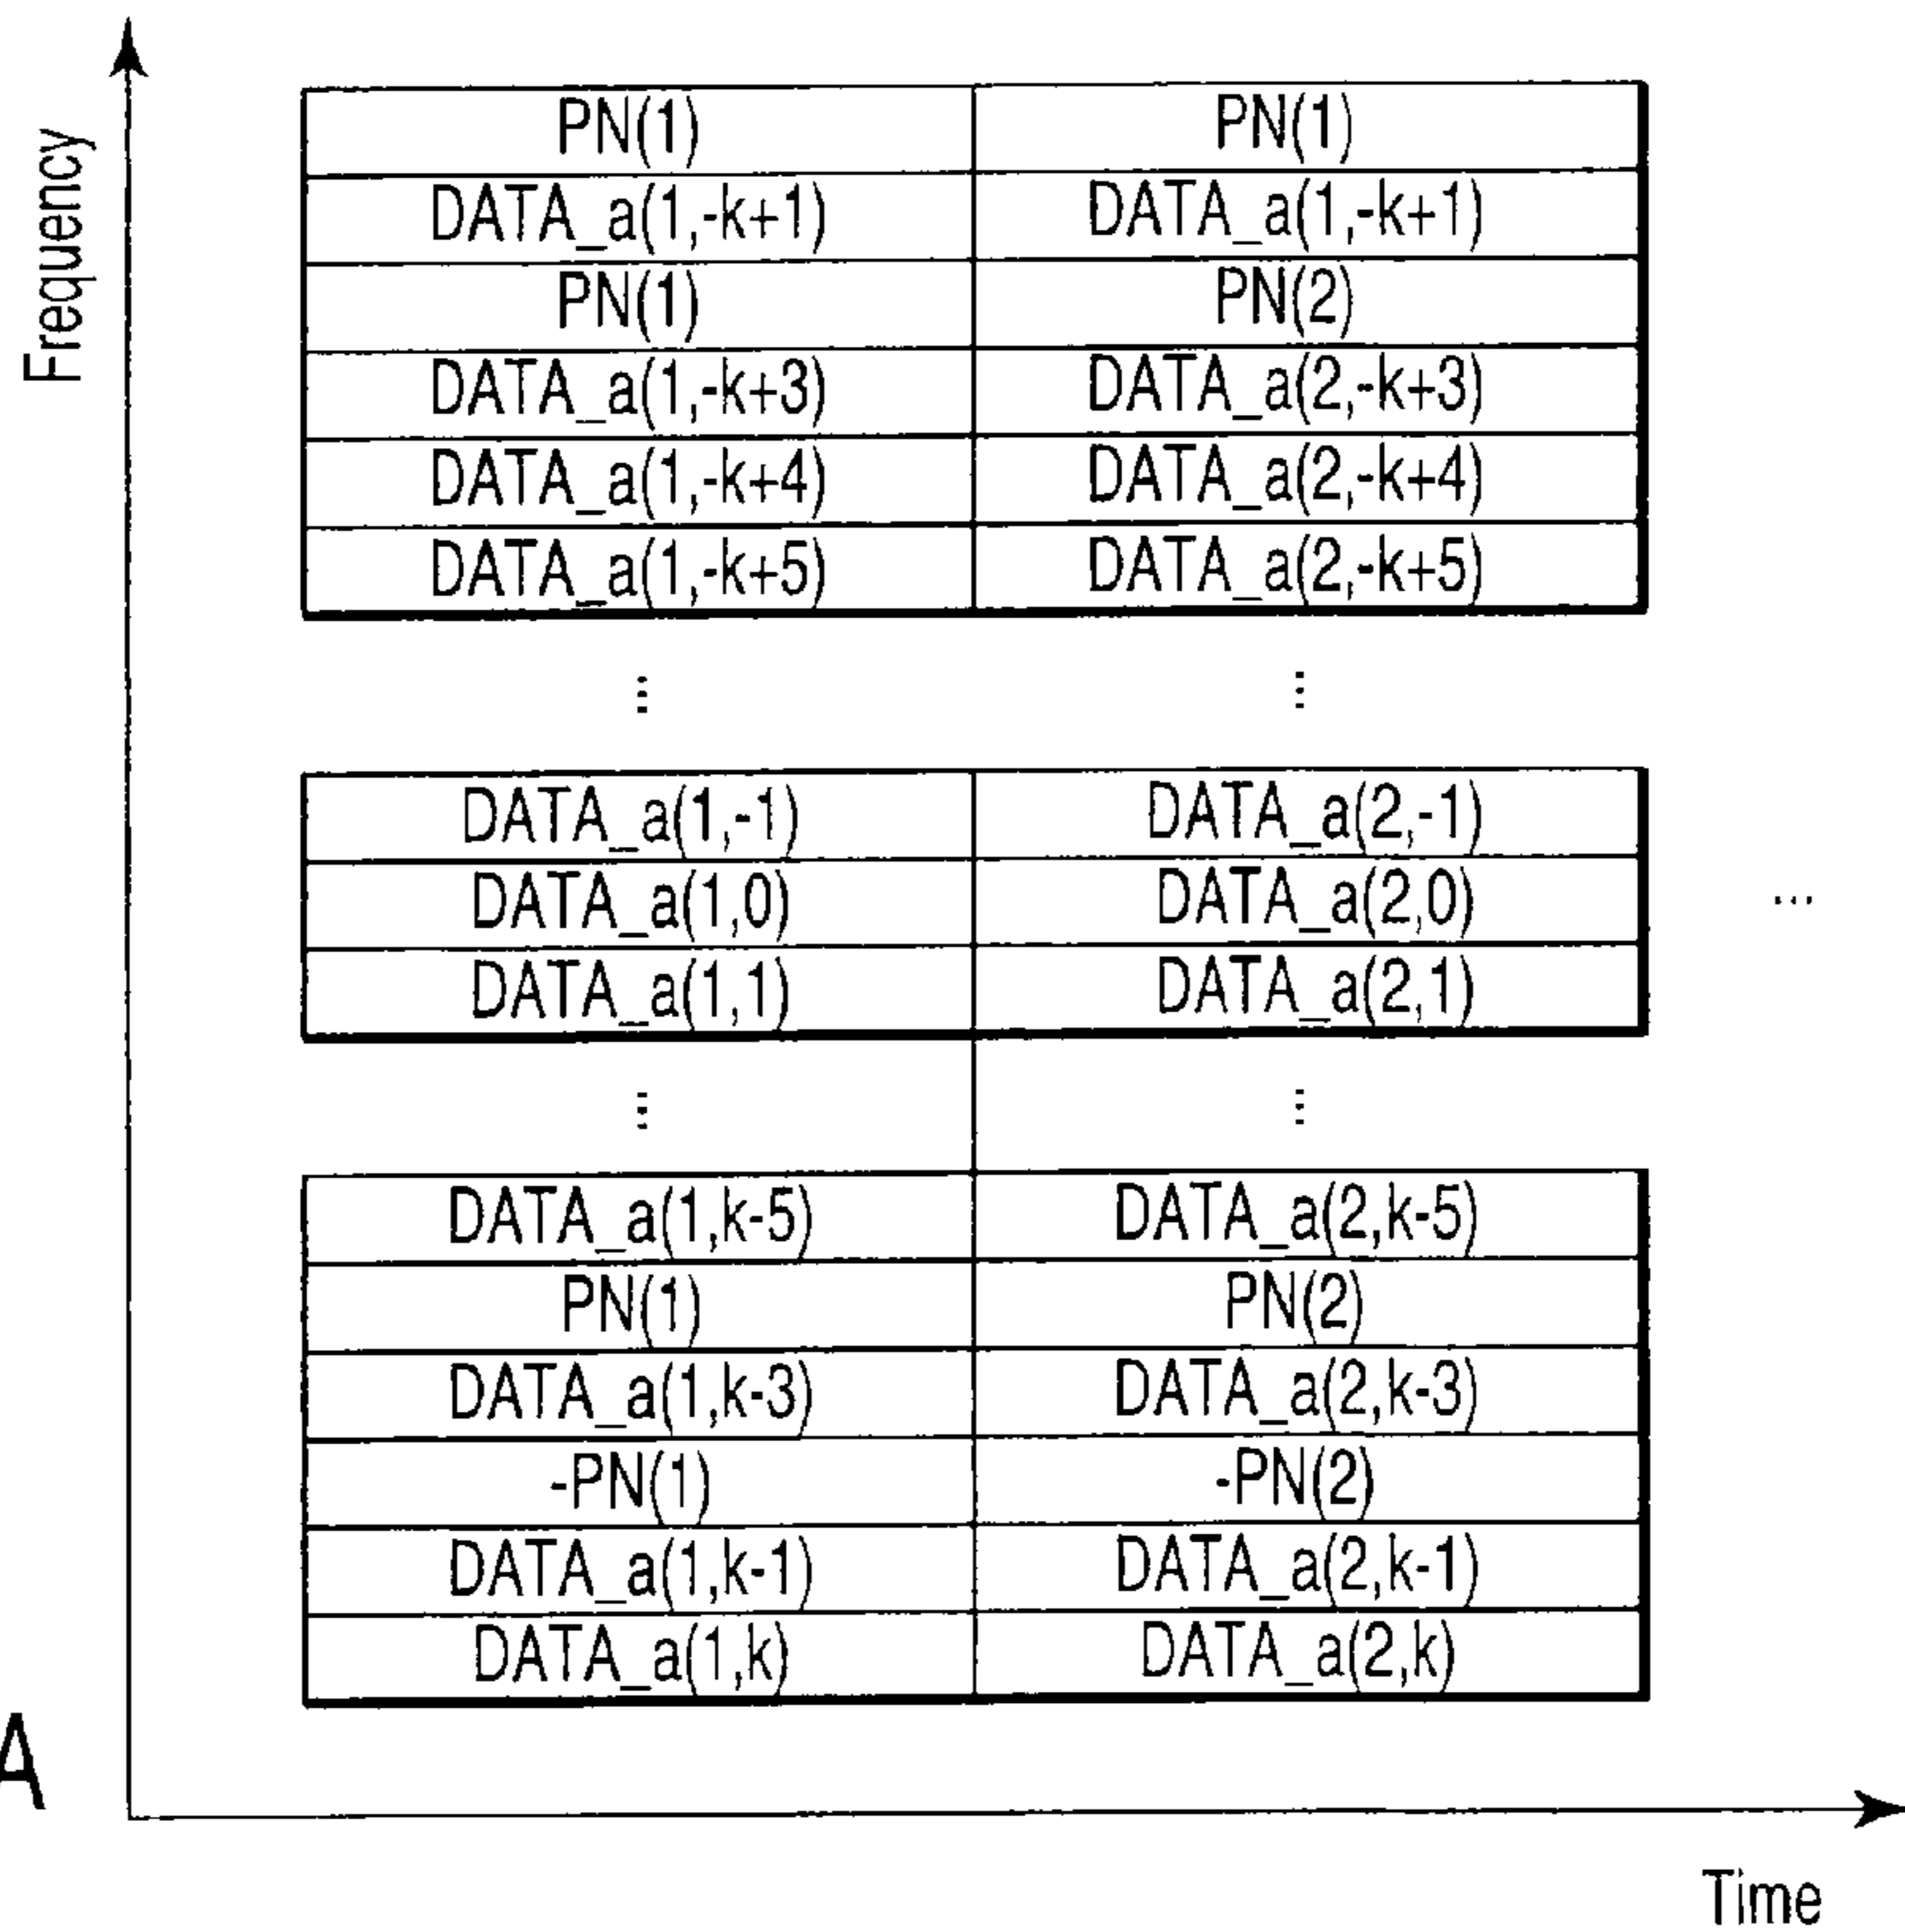 Frequency
PN(1) PN(1)
DATA_a(1,-k+1) DATA_a(1,-k+1)
PN(1) PN(2)
DATA_a(1,-k+3) DATA_a(2,-k+3)
DATA_a(1,-k+4) DATA_a(2,-k+4)
DATA_a(1,-k+5) DATA_a(2,-k+5)
... ...
DATA_a(1,-1) DATA_a(2,-1)
DATA_a(1,0) DATA_a(2,0) ...
DATA_a(1,1) DATA_a(2,1)
... ...
DATA_a(1,k-5) DATA_a(2,k-5)
PN(1) PN(2)
DATA_a(1,k-3) DATA_a(2,k-3)
-PN(1) -PN(2)
DATA_a(1,k-1) DATA_a(2,k-1)
DATA_a(1,k) DATA_a(2,k)
A
Time